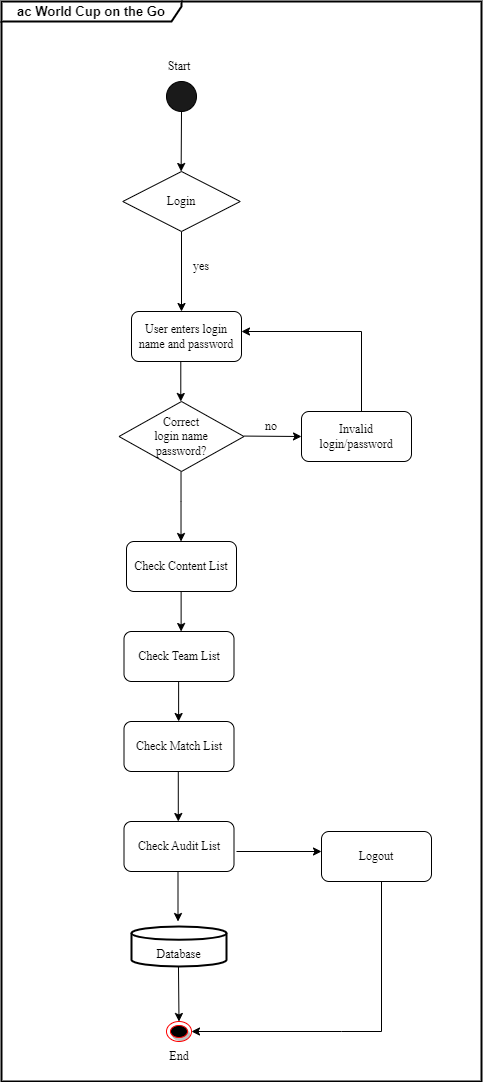 ac World Cup on the Go
Start
Login
yes
User enters login
name and password
Correct
login name
password?
no
Invalid
login/password
Check Content List
Check Team List
Check Match List
Check Audit List
Logout
Database
End